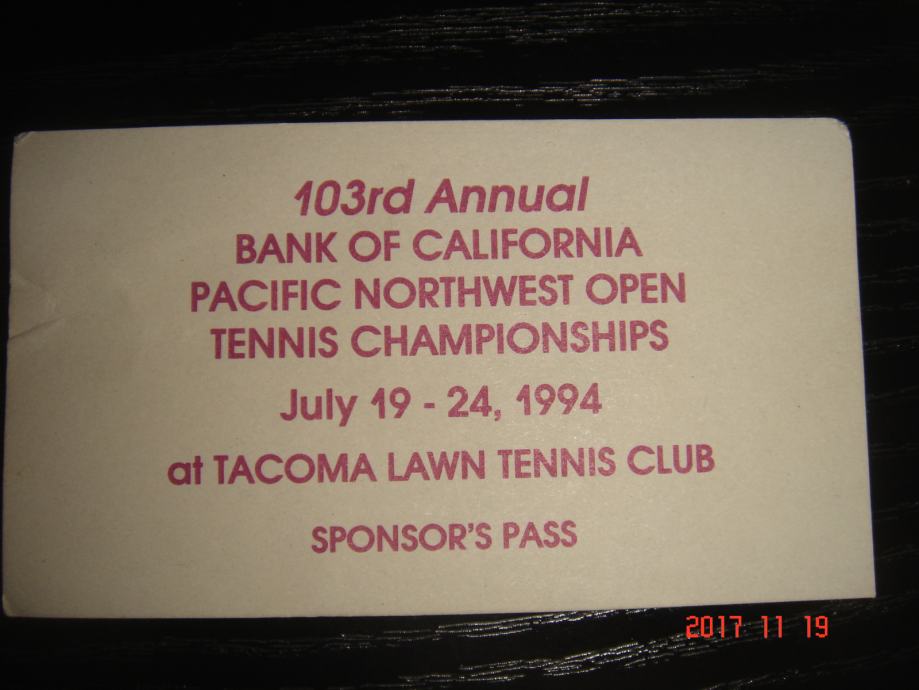 103rd Annual
BANK OF CALIFORNIA
PACIFIC NORTHWEST OPEN
TENNIS CHAMPIONSHIPS
July 19 - 24, 1994
at TACOMA LAWN TENNIS CLUB
SPONSOR'S PASS
2017 11 19